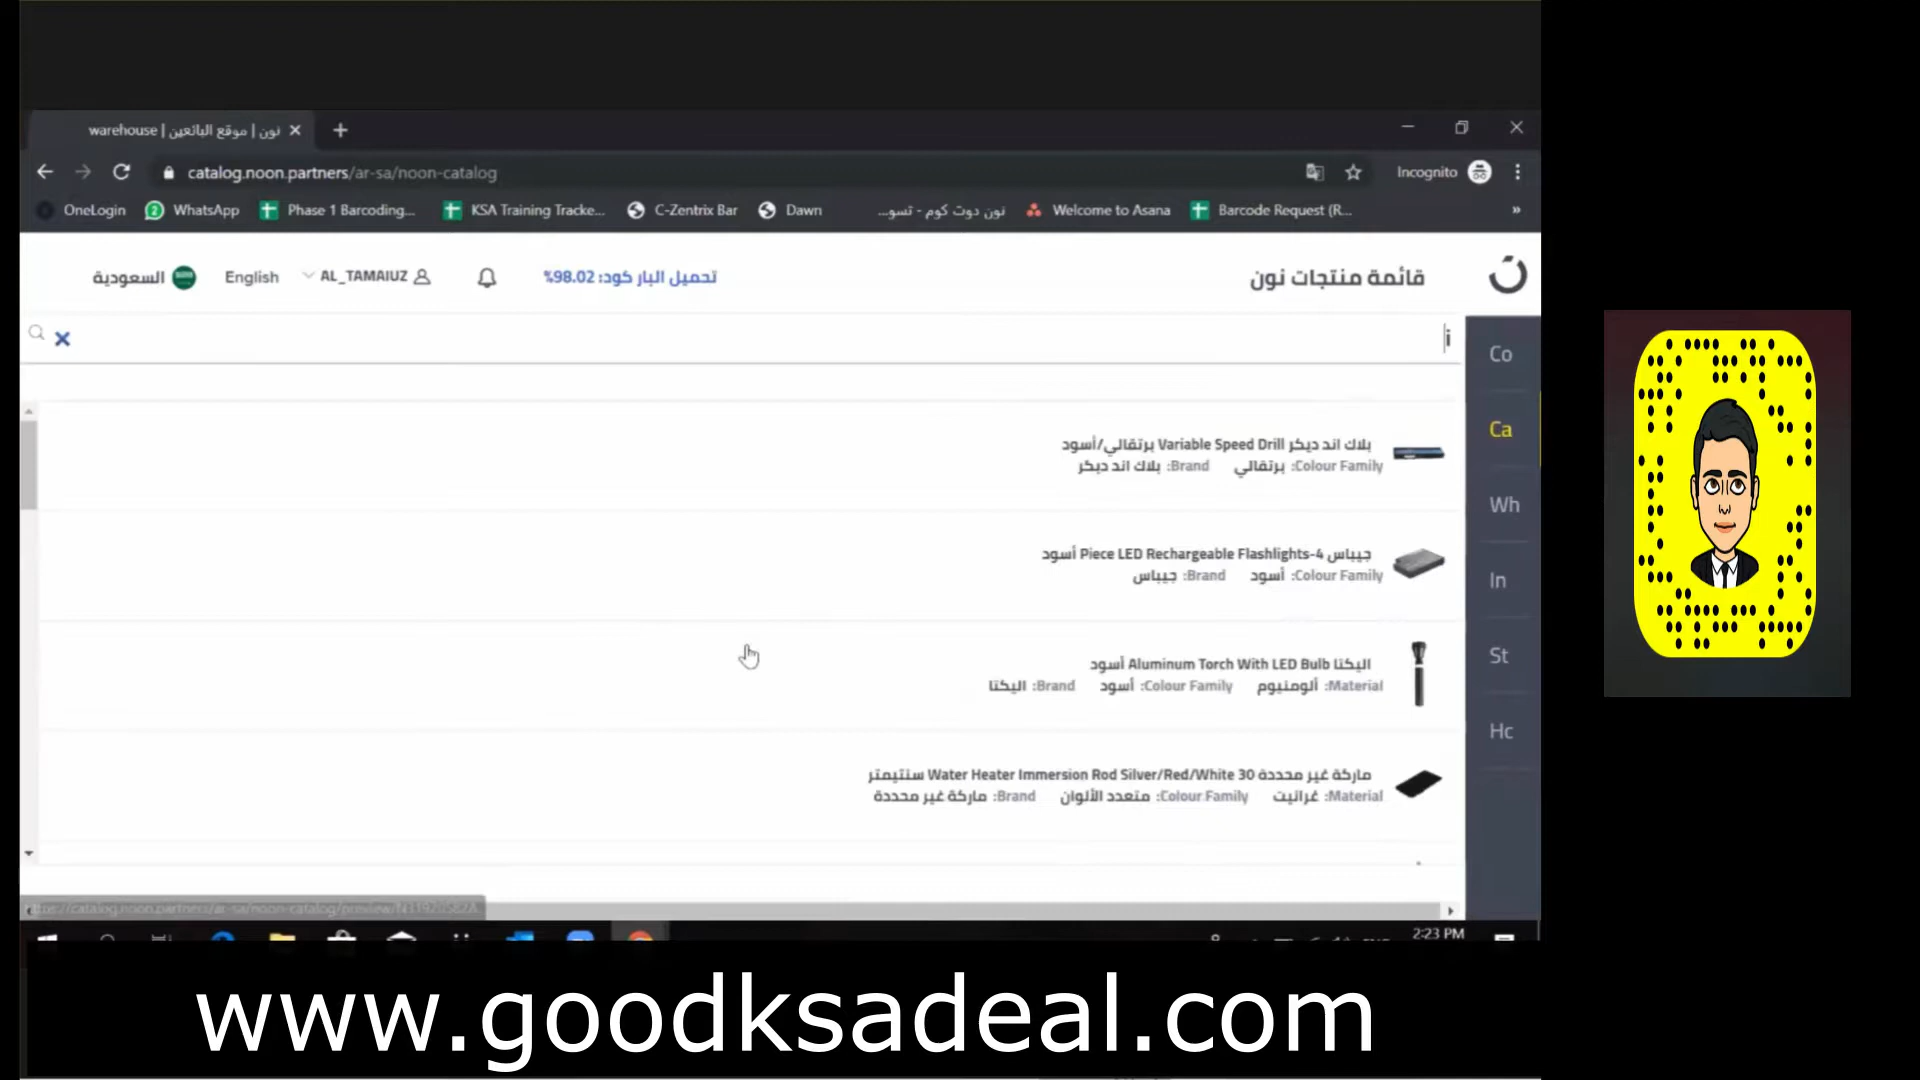 warehouse | نون | موقع البائعين
catalog.noon.partners/ar-sa/noon-catalog
Incognito
OneLogin
WhatsApp
Phase 1 Barcoding...
KSA Training Tracke...
C-Zentrix Bar
Dawn
نون دوت كوم - تسو...
Welcome to Asana
Barcode Request (R...
»
قائمة منتجات نون
تحميل البار كود: 98.02%
AL_TAMAIUZ
English
السعودية
i
Co
Ca
Wh
In
St
Hc
بلاك اند ديكر Variable Speed Drill برتقالي/أسود
Colour Family: برتقالي Brand: بلاك اند ديكر
جيباس 4-Piece LED Rechargeable Flashlights أسود
Colour Family: أسود Brand: جيباس
اليكتا Aluminum Torch With LED Bulb أسود
Material: ألومنيوم Colour Family: أسود Brand: اليكتا
ماركة غير محددة Water Heater Immersion Rod Silver/Red/White 30 سنتيمتر
Material: غرانيت Colour Family: متعدد الألوان Brand: ماركة غير محددة
2:23 PM
www.goodksadeal.com